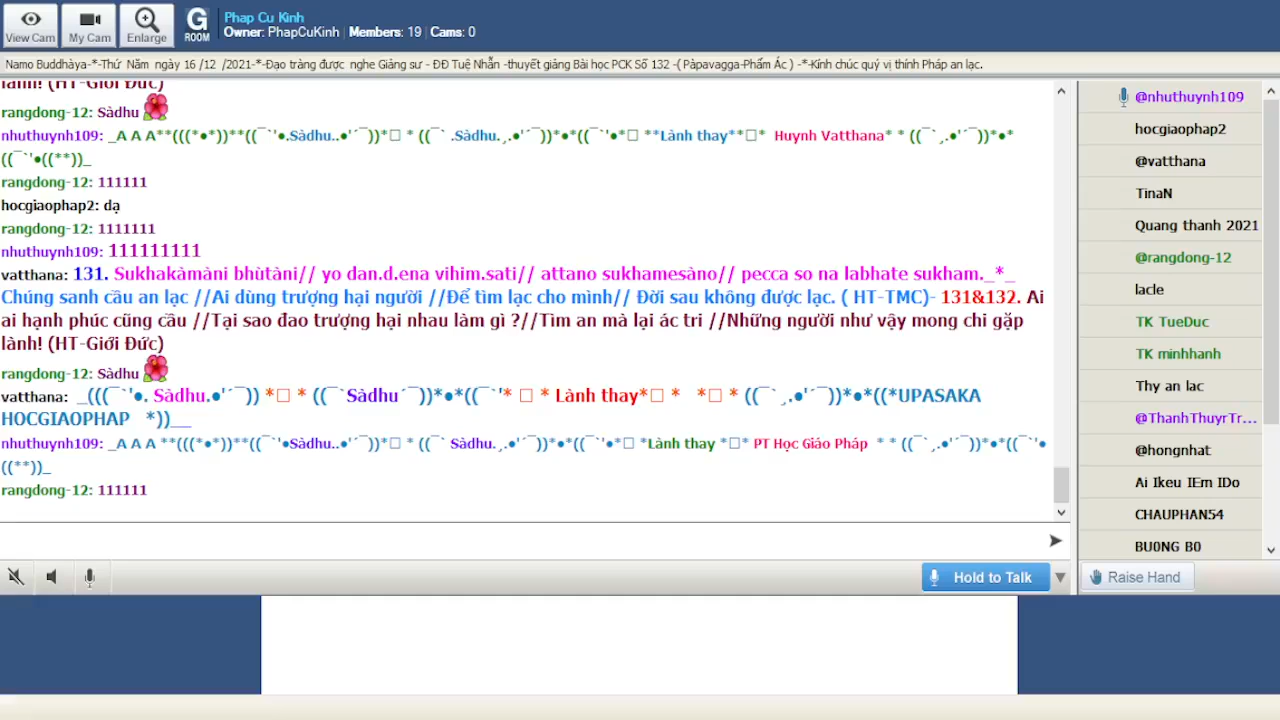 View Cam
My Cam
Enlarge
G
ROOM
Phap Cu Kinh
Owner: PhapCuKinh | Members: 19 | Cams: 0
Namo Buddhàya-*-Thứ Năm ngày 16 /12 /2021-*-Đạo tràng được nghe Giảng sư - ĐĐ Tuệ Nhẫn -thuyết giảng Bài học PCK Số 132 -( Pàpavagga-Phẩm Ác ) -*-Kính chúc quý vị thính Pháp an lạc.
lành! (HT-Giới Đức)
rangdong-12: Sàdhu
nhuthuynh109: _A A A**(((*●*))**((¯`'●.Sàdhu..●'´¯))*□ * ((¯` .Sàdhu.¸.●'´¯))*●*((¯`'●*□ **Lành thay**□* Huynh Vatthana* * ((¯`¸.●'´¯))*●*
((¯`'●((**))_
rangdong-12: 111111
hocgiaophap2: dạ
rangdong-12: 1111111
nhuthuynh109: 111111111
vatthana: 131. Sukhakàmàni bhùtàni// yo dan.d.ena vihim.sati// attano sukhamesàno// pecca so na labhate sukham._*_
Chúng sanh cầu an lạc //Ai dùng trượng hại người //Để tìm lạc cho mình// Đời sau không được lạc. ( HT-TMC)- 131&132. Ai
ai hạnh phúc cũng cầu //Tại sao đao trượng hại nhau làm gì ?//Tìm an mà lại ác tri //Những người như vậy mong chi gặp
lành! (HT-Giới Đức)
rangdong-12: Sàdhu
vatthana: _(((¯`'●. Sàdhu.●'´¯)) *□ * ((¯`Sàdhu´¯))*●*((¯`'* □ * Lành thay*□ * *□ * ((¯`¸.●'´¯))*●*((*UPASAKA
HOCGIAOPHAP *))__
nhuthuynh109: _A A A **(((*●*))**((¯`'●Sàdhu..●'´¯))*□ * ((¯` Sàdhu.¸.●'´¯))*●*((¯`'●*□ *Lành thay *□* PT Học Giáo Pháp * * ((¯`¸.●'´¯))*●*((¯`'●
((**))_
rangdong-12: 111111
Hold to Talk
@nhuthuynh109
hocgiaophap2
@vatthana
TinaN
Quang thanh 2021
@rangdong-12
lacle
TK TueDuc
TK minhhanh
Thy an lac
@ThanhThuyrTr...
@hongnhat
Ai Ikeu IEm IDo
CHAUPHAN54
BU0NG B0
Raise Hand